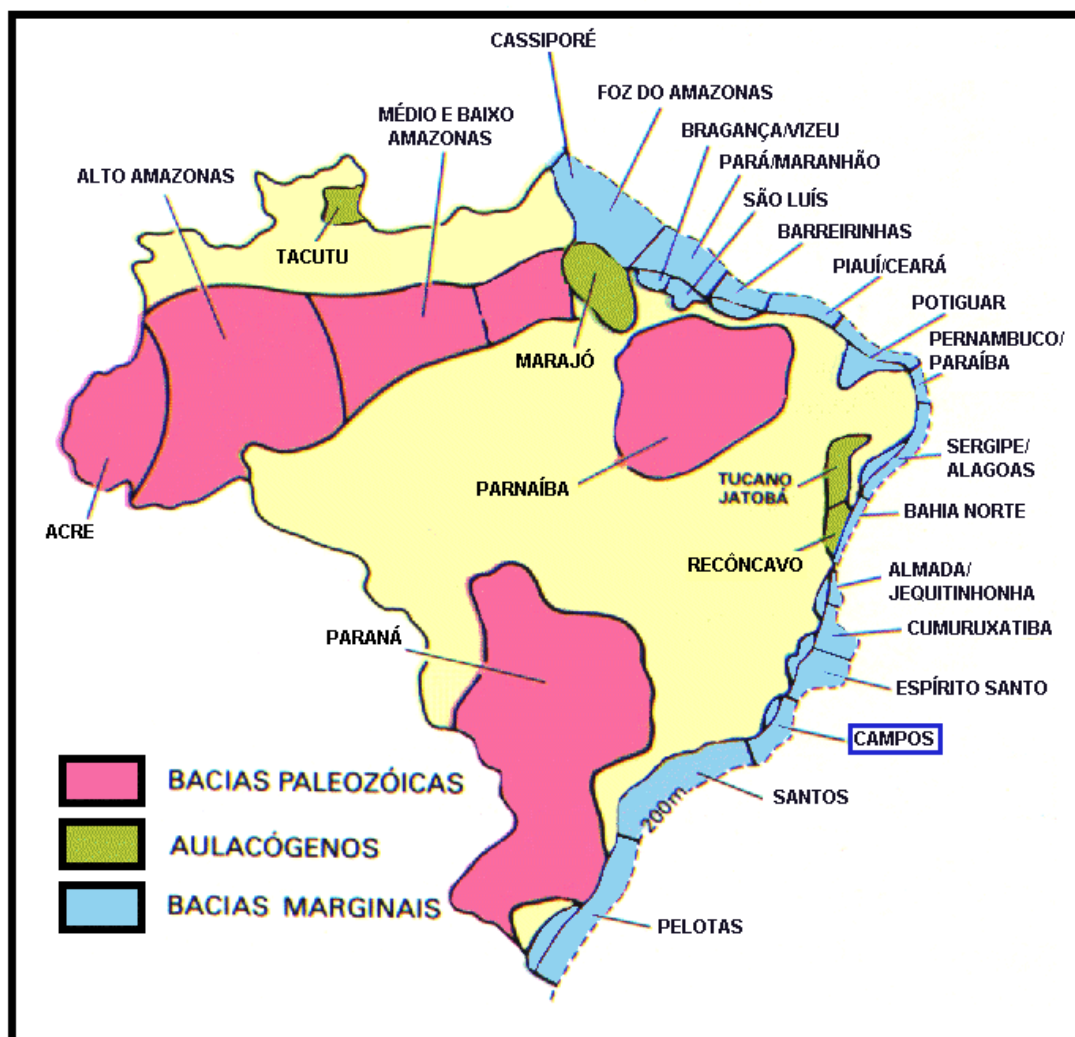 CASSIPORÉ
FOZ DO AMAZONAS
MÉDIO E BAIXO
AMAZONAS
BRAGANÇA/VIZEU
PARÁ/MARANHÃO
ALTO AMAZONAS
SÃO LUÍS
BARREIRINHAS
TACUTU
PIAUÍ/CEARÁ
POTIGUAR
PERNAMBUCO/
PARAÍBA
MARAJÓ
SERGIPE/
ALAGOAS
TUCANO
JATOBÁ
PARNAÍBA
BAHIA NORTE
ACRE
RECÔNCAVO
ALMADA/
JEQUITINHONHA
CUMURUXATIBA
PARANÁ
ESPÍRITO SANTO
CAMPOS
SANTOS
200m
BACIAS PALEOZÓICAS
AULACÓGENOS
BACIAS MARGINAIS
PELOTAS